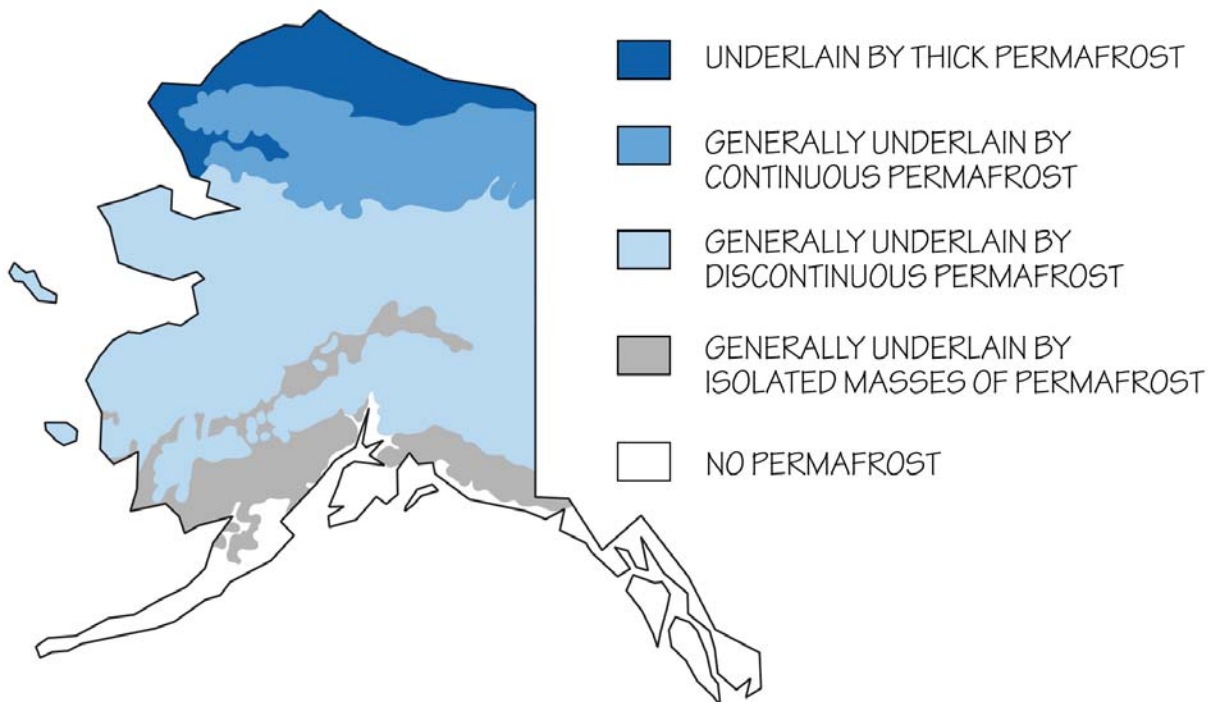 UNDERLAIN BY THICK PERMAFROST
GENERALLY UNDERLAIN BY
CONTINUOUS PERMAFROST
GENERALLY UNDERLAIN BY
DISCONTINUOUS PERMAFROST
GENERALLY UNDERLAIN BY
ISOLATED MASSES OF PERMAFROST
NO PERMAFROST